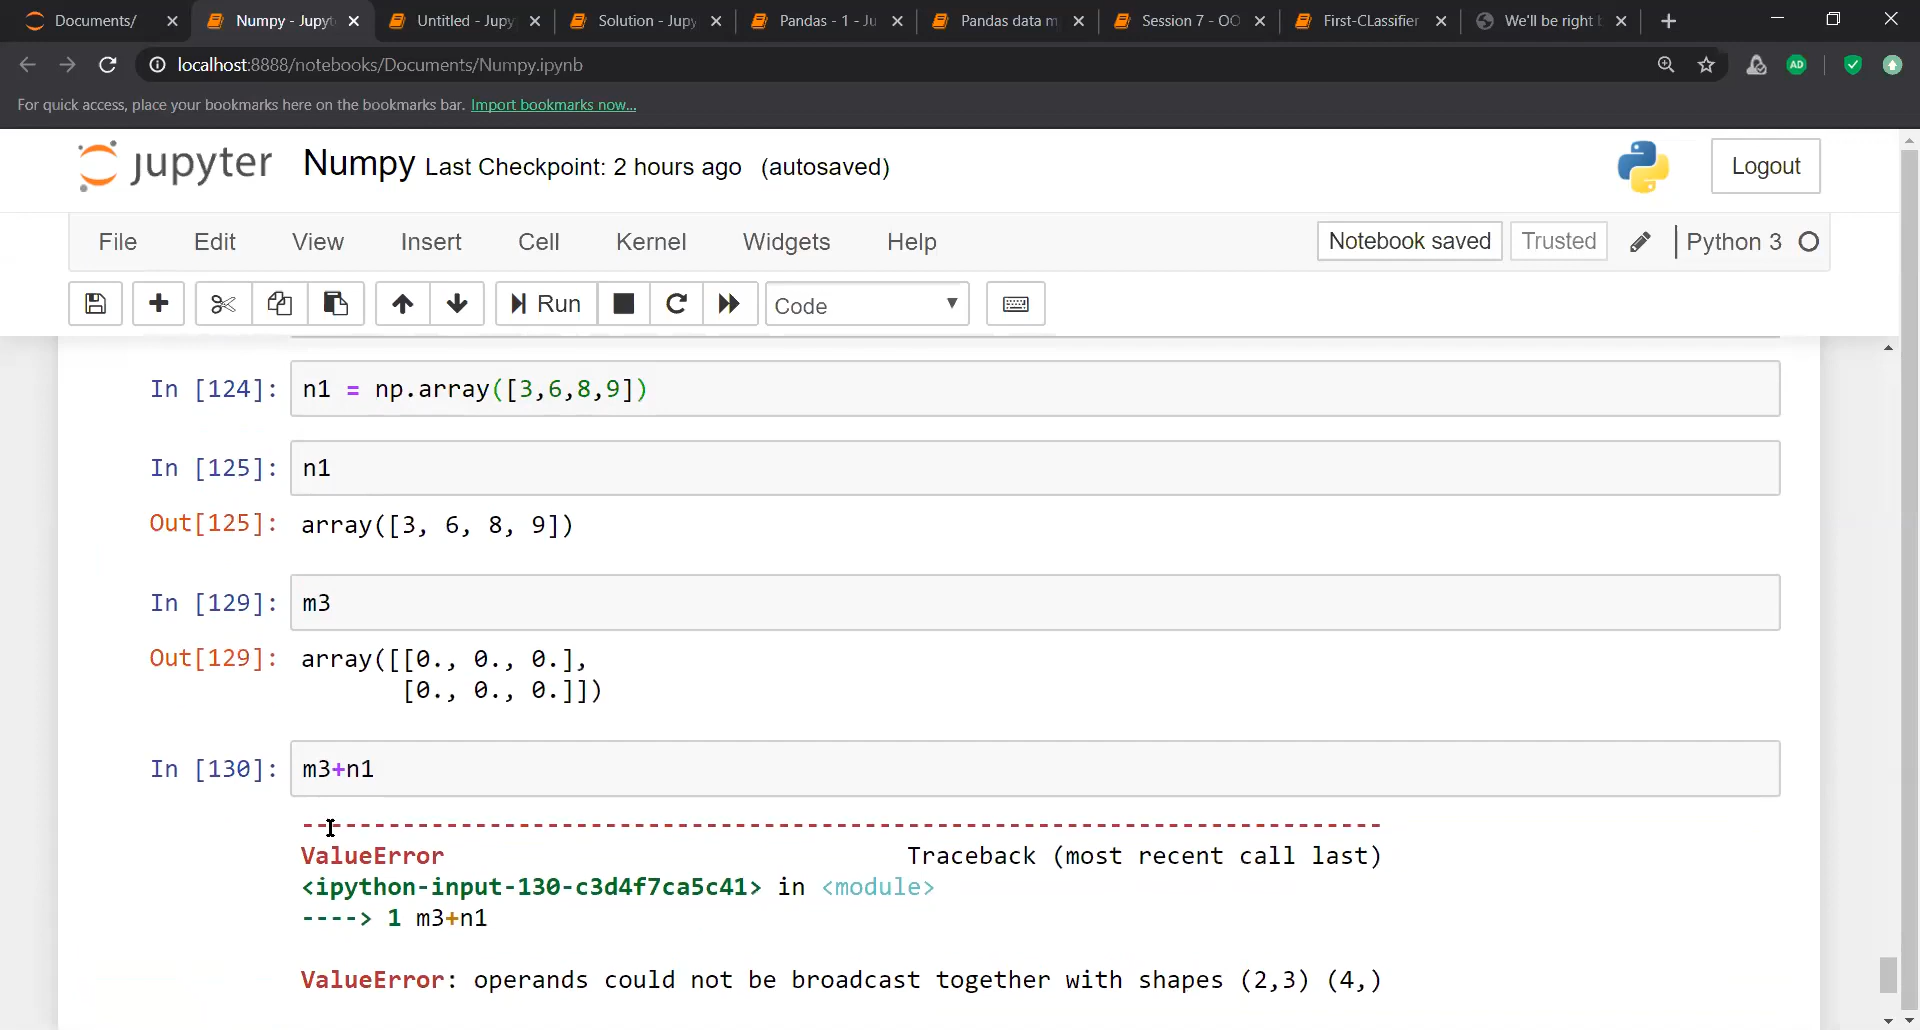 Documents/
Numpy - Jupyt
Untitled - Jupy
Solution - Jupy
Pandas - 1 - Ju
Pandas data m
Session 7 - OO
First-CLassifier
We'll be right b
localhost:8888/notebooks/Documents/Numpy.ipynb
AD
For quick access, place your bookmarks here on the bookmarks bar. Import bookmarks now...
jupyter Numpy Last Checkpoint: 2 hours ago (autosaved)
Logout
File Edit View Insert Cell Kernel Widgets Help
Notebook saved Trusted Python 3
Run Code
In [124]: n1 = np.array([3,6,8,9])
In [125]: n1
Out[125]: array([3, 6, 8, 9])
In [129]: m3
Out[129]: array([[0., 0., 0.],
[0., 0., 0.]])
In [130]: m3+n1
---------------------------------------------------------------------------
ValueError Traceback (most recent call last)
<ipython-input-130-c3d4f7ca5c41> in <module>
----> 1 m3+n1
ValueError: operands could not be broadcast together with shapes (2,3) (4,)